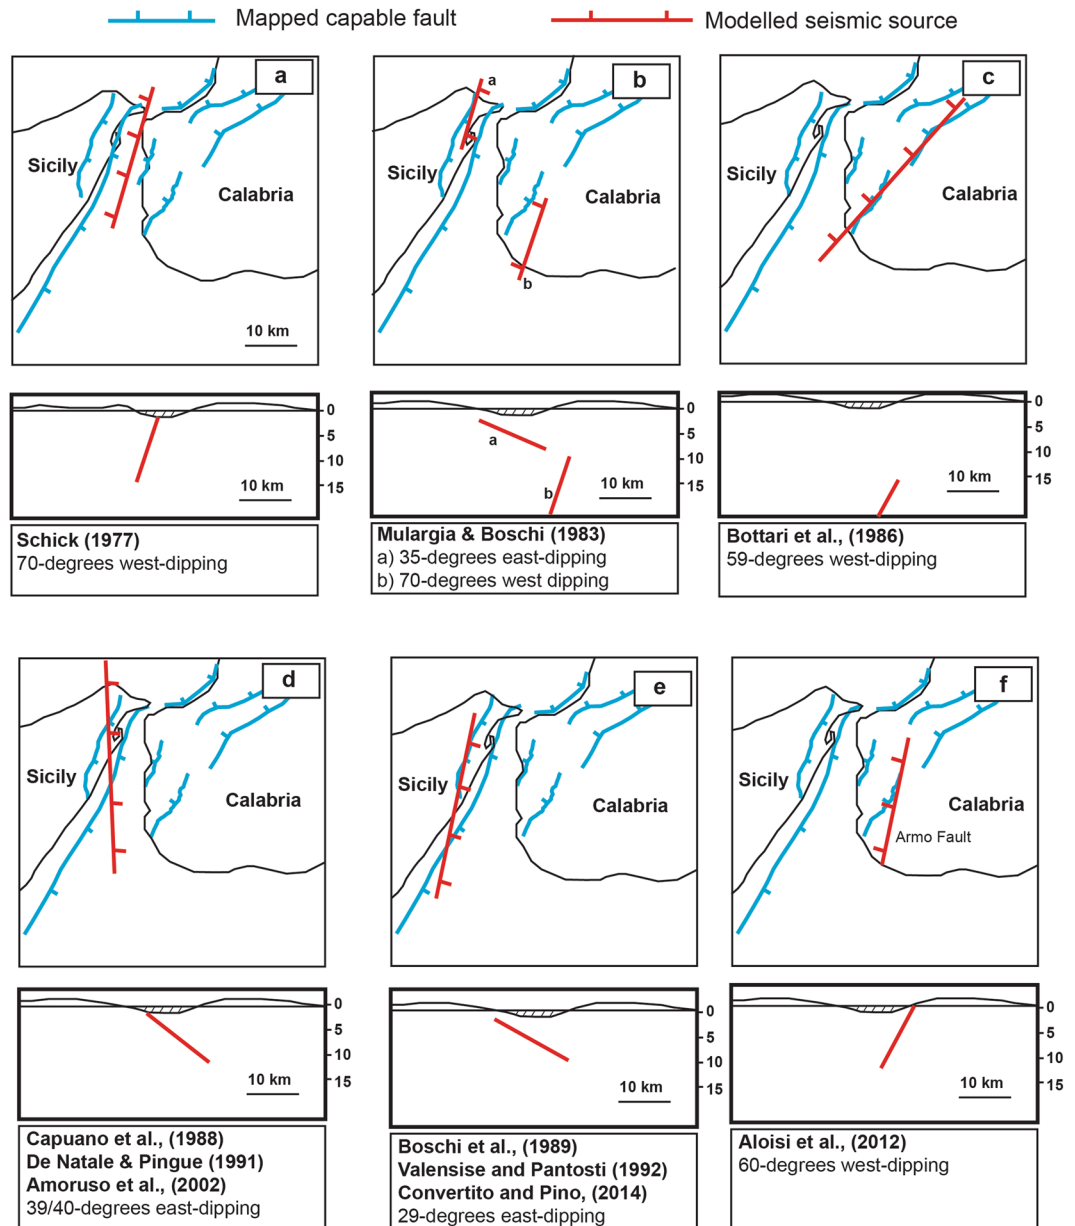 Mapped capable fault
Modelled seismic source
a
Sicily
Calabria
10 km
b
a
Sicily
Calabria
b
c
Sicily
Calabria
0
5
10
15
10 km
0
5
10
15
a
b
10 km
0
5
10
15
10 km
Schick (1977)
70-degrees west-dipping
Mulargia & Boschi (1983)
a) 35-degrees east-dipping
b) 70-degrees west dipping
Bottari et al., (1986)
59-degrees west-dipping
d
Sicily
Calabria
e
Sicily
Calabria
f
Sicily
Calabria
Armo Fault
0
5
10
15
10 km
0
5
10
15
10 km
0
5
10
15
10 km
Capuano et al., (1988)
De Natale & Pingue (1991)
Amoruso et al., (2002)
39/40-degrees east-dipping
Boschi et al., (1989)
Valensise and Pantosti (1992)
Convertito and Pino, (2014)
29-degrees east-dipping
Aloisi et al., (2012)
60-degrees west-dipping